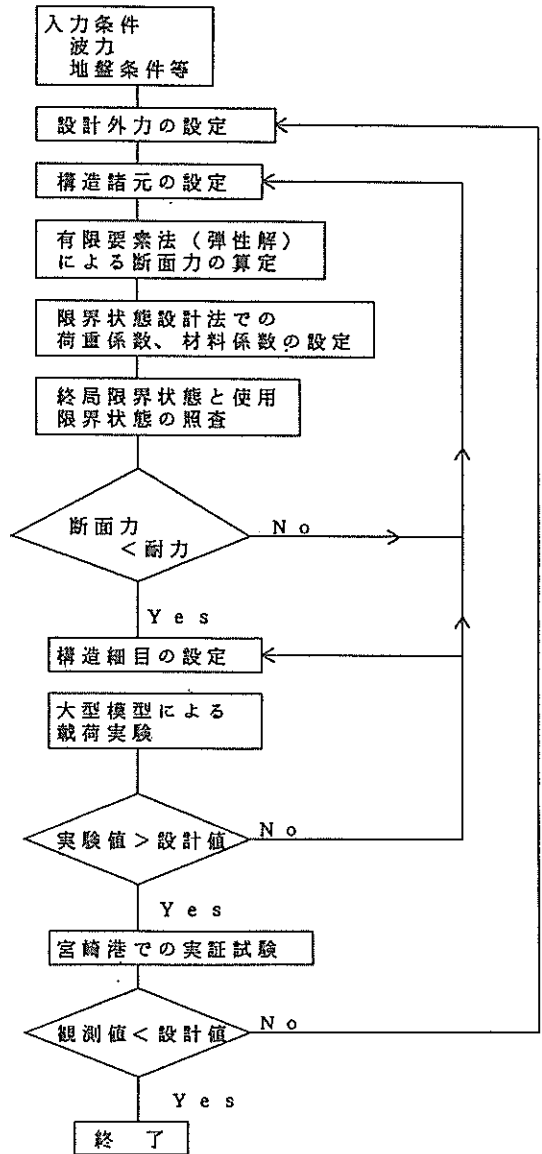 入力条件
波力
地盤条件等
設計外力の設定
構造諸元の設定
有限要素法（弾性解）
による断面力の算定
限界状態設計法での
荷重係数、材料係数の設定
終局限界状態と使用
限界状態の照査
断面力
＜耐力
No
Yes
構造細目の設定
大型模型による
載荷実験
実験値＞設計値
No
Yes
宮崎港での実証試験
観測値＜設計値
No
Yes
終了